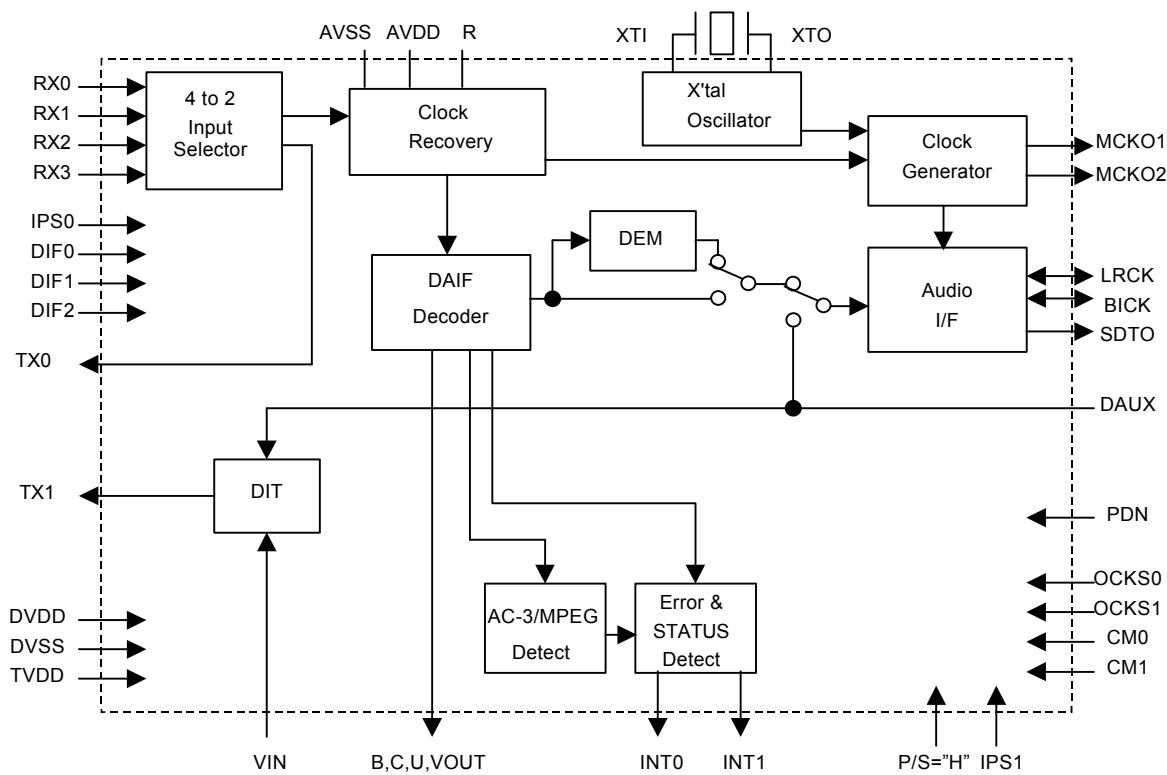 AVSS AVDD R XTI XTO
RX0
RX1
RX2
RX3
4 to 2
Input
Selector
Clock
Recovery
X'tal
Oscillator
Clock
Generator
MCKO1
MCKO2
IPS0
DIF0
DIF1
DIF2
DEM
DAIF
Decoder
Audio
I/F
LRCK
BICK
SDTO
TX0
DAUX
TX1
DIT
PDN
AC-3/MPEG
Detect
Error &
STATUS
Detect
OCKS0
OCKS1
CM0
CM1
DVDD
DVSS
TVDD
VIN B,C,U,VOUT INT0 INT1 P/S="H" IPS1